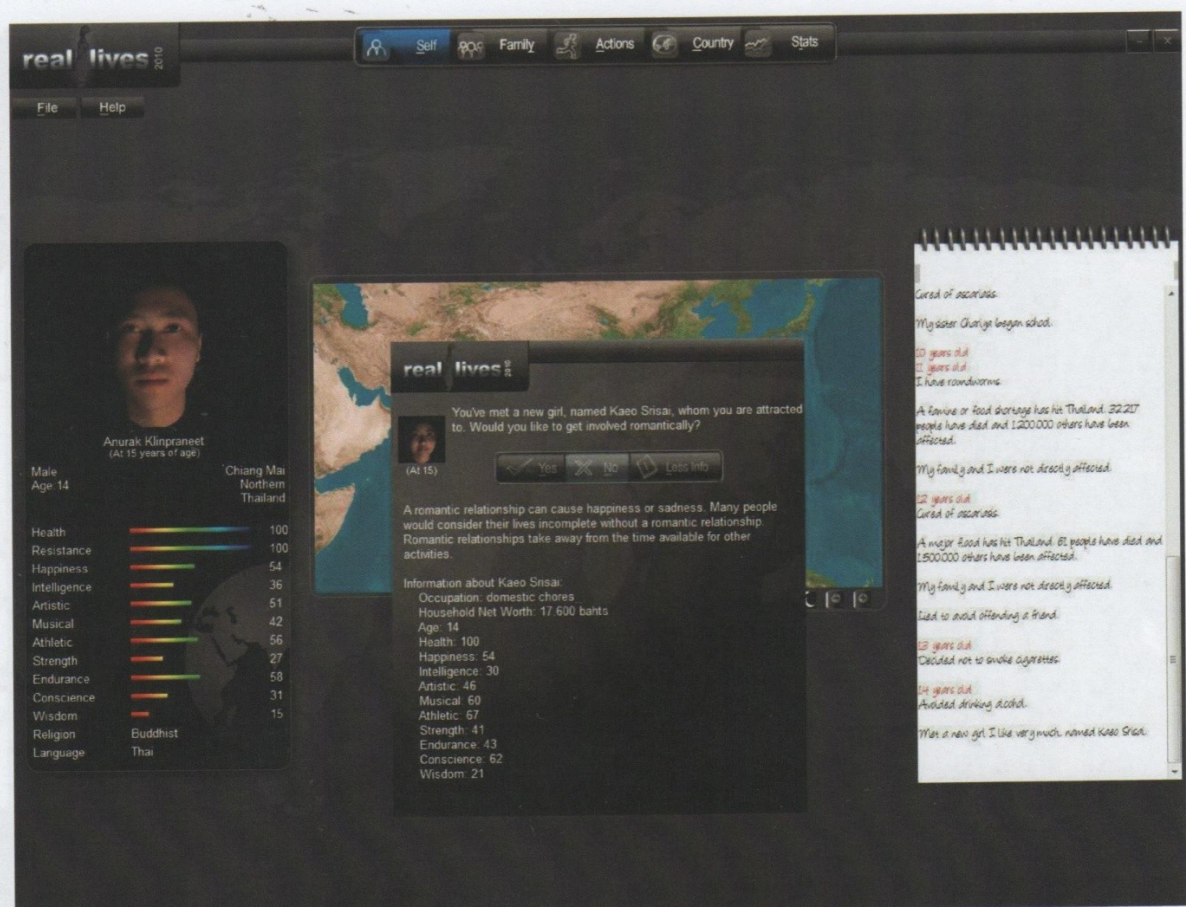 real lives 2010
Self Family Actions Country Stats
File Help
Anurak Klinpraneet
(At 15 years of age)
Male
Age: 14
Chiang Mai
Northern
Thailand
Health 100
Resistance 100
Happiness 54
Intelligence 36
Artistic 51
Musical 42
Athletic 56
Strength 27
Endurance 58
Conscience 31
Wisdom 15
Religion Buddhist
Language Thai
real lives 2010
You've met a new girl, named Kaeo Srisai, whom you are attracted
to. Would you like to get involved romantically?
(At 15)
Yes No Less Info
A romantic relationship can cause happiness or sadness. Many people
would consider their lives incomplete without a romantic relationship.
Romantic relationships take away from the time available for other
activities.
Information about Kaeo Srisai:
Occupation: domestic chores
Household Net Worth: 17.600 bahts
Age: 14
Health: 100
Happiness: 54
Intelligence: 30
Artistic: 46
Musical: 60
Athletic: 67
Strength: 41
Endurance: 43
Conscience: 62
Wisdom: 21
Cured of ascariasis.
My sister began school.
10 years old
11 years old
I have roundworms.
A famine or food shortage has hit Thailand. 32.217
people have died and 1.200.000 others have been
affected.
My family and I were not directly affected.
12 years old
Cured of ascariasis.
A major flood has hit Thailand. 61 people have died and
1.500.000 others have been affected.
My family and I were not directly affected.
Lied to avoid offending a friend.
13 years old
Decided not to smoke cigarettes.
14 years old
Avoided drinking alcohol.
Met a new girl I like very much, named Kaeo Srisai.